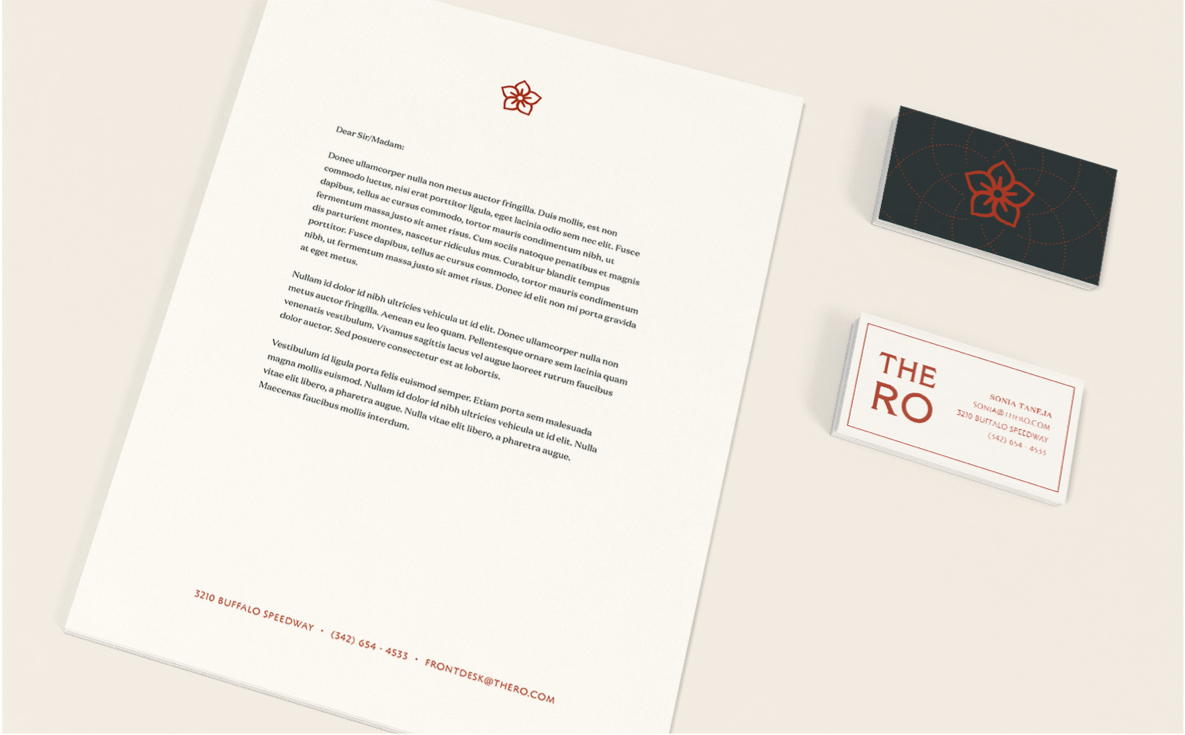 Dear Sir/Madam:
Donec ullamcorper nulla non metus auctor fringilla. Duis mollis, est non
commodo luctus, nisi erat porttitor ligula, eget lacinia odio sem nec elit. Fusce
dapibus, tellus ac cursus commodo, tortor mauris condimentum nibh, ut
fermentum massa justo sit amet risus. Cum sociis natoque penatibus et magnis
dis parturient montes, nascetur ridiculus mus. Curabitur blandit tempus
porttitor. Fusce dapibus, tellus ac cursus commodo, tortor mauris condimentum
nibh, ut fermentum massa justo sit amet risus. Donec id elit non mi porta gravida
at eget metus.
Nullam id dolor id nibh ultricies vehicula ut id elit. Donec ullamcorper nulla non
metus auctor fringilla. Aenean eu leo quam. Pellentesque ornare sem lacinia quam
venenatis vestibulum. Vivamus sagittis lacus vel augue laoreet rutrum faucibus
dolor auctor. Sed posuere consectetur est at lobortis.
Vestibulum id ligula porta felis euismod semper. Etiam porta sem malesuada
magna mollis euismod. Nullam id dolor id nibh ultricies vehicula ut id elit. Nulla
vitae elit libero, a pharetra augue. Nulla vitae elit libero, a pharetra augue.
Maecenas faucibus mollis interdum.
3210 BUFFALO SPEEDWAY • (342) 654 - 4533 • FRONTDESK@THERO.COM
THE
RO
SONIA TANEJA
SONIA@THERO.COM
3210 BUFFALO SPEEDWAY
(342) 654 - 4533